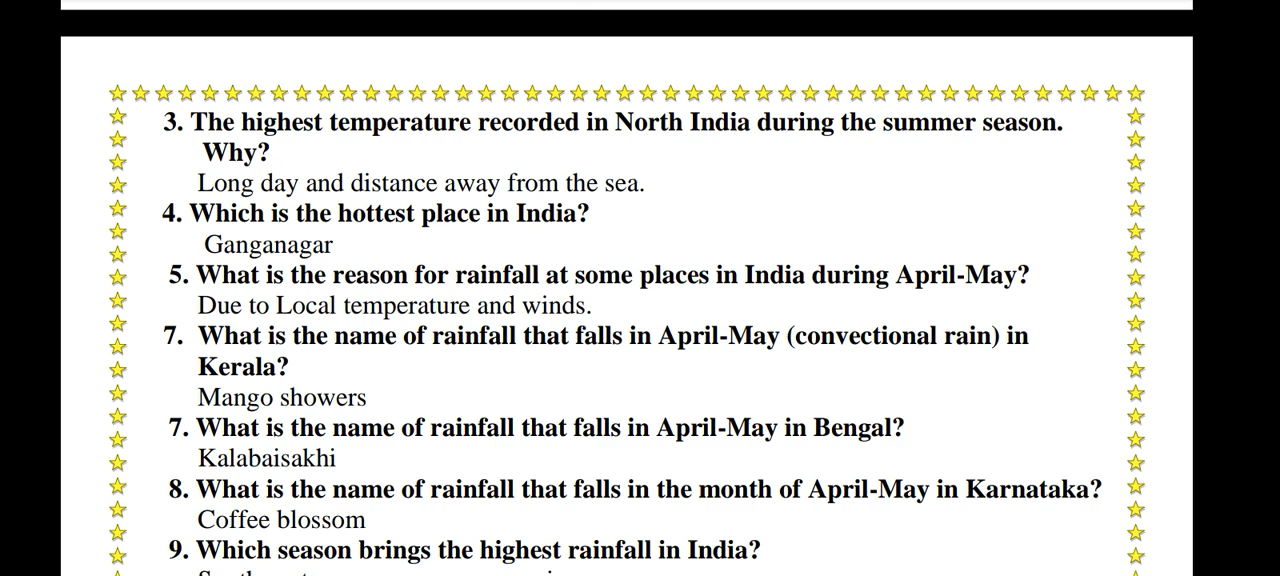 3. The highest temperature recorded in North India during the summer season.
Why?
Long day and distance away from the sea.
4. Which is the hottest place in India?
Ganganagar
5. What is the reason for rainfall at some places in India during April-May?
Due to Local temperature and winds.
7. What is the name of rainfall that falls in April-May (convectional rain) in
Kerala?
Mango showers
7. What is the name of rainfall that falls in April-May in Bengal?
Kalabaisakhi
8. What is the name of rainfall that falls in the month of April-May in Karnataka?
Coffee blossom
9. Which season brings the highest rainfall in India?